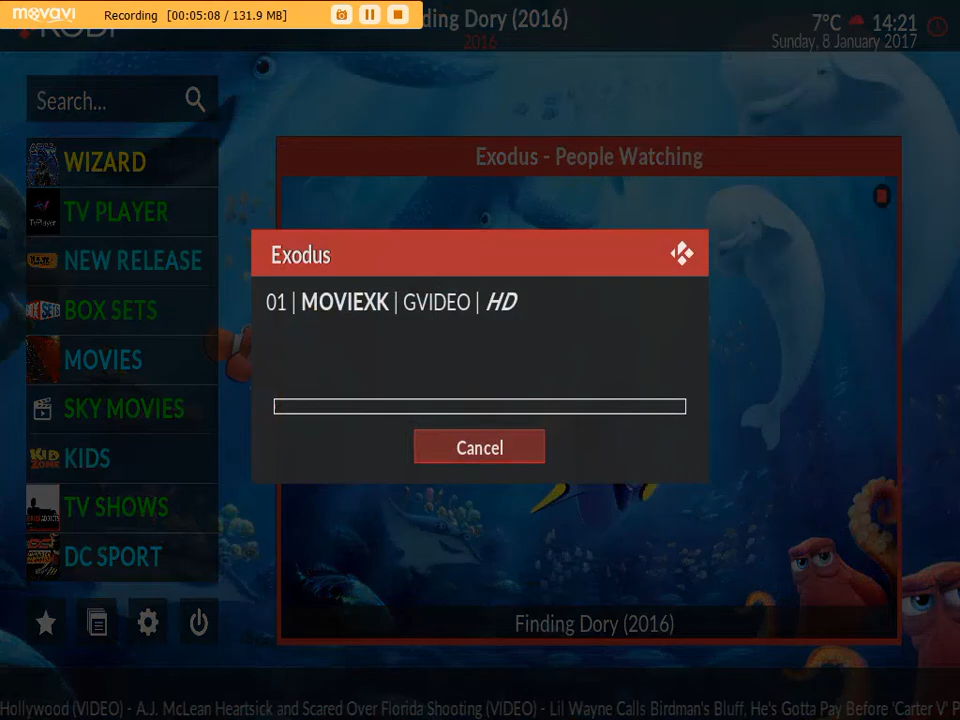 movavi
Recording [00:05:08 / 131.9 MB]
ding Dory (2016)
2016
7°C 14:21
Sunday, 8 January 2017
KODI
Search...
WIZARD
TV PLAYER
NEW RELEASE
BOX SETS
MOVIES
SKY MOVIES
KIDS
TV SHOWS
DC SPORT
Exodus - People Watching
Exodus
01 | MOVIEXK | GVIDEO | HD
Cancel
Finding Dory (2016)
Hollywood (VIDEO) - A.J. McLean Heartsick and Scared Over Florida Shooting (VIDEO) - Lil Wayne Calls Birdman's Bluff, He's Gotta Pay Before 'Carter V' P